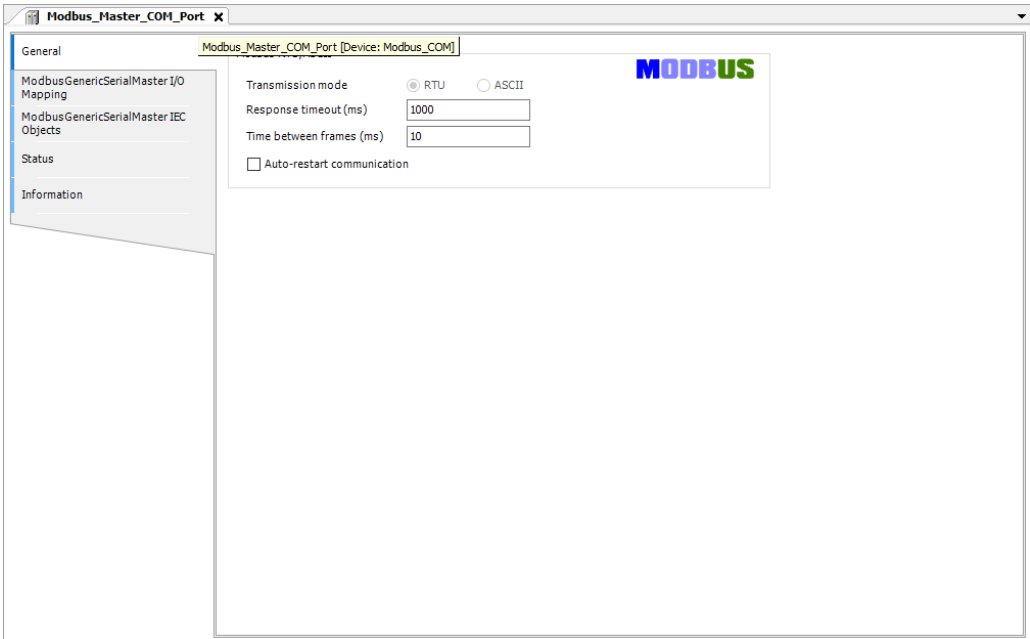 Modbus_Master_COM_Port
General
Modbus_Master_COM_Port [Device: Modbus_COM]
MODBUS
ModbusGenericSerialMaster I/O
Mapping
Transmission mode RTU ASCII
Response timeout (ms) 1000
ModbusGenericSerialMaster IEC
Objects
Time between frames (ms) 10
Status
Auto-restart communication
Information